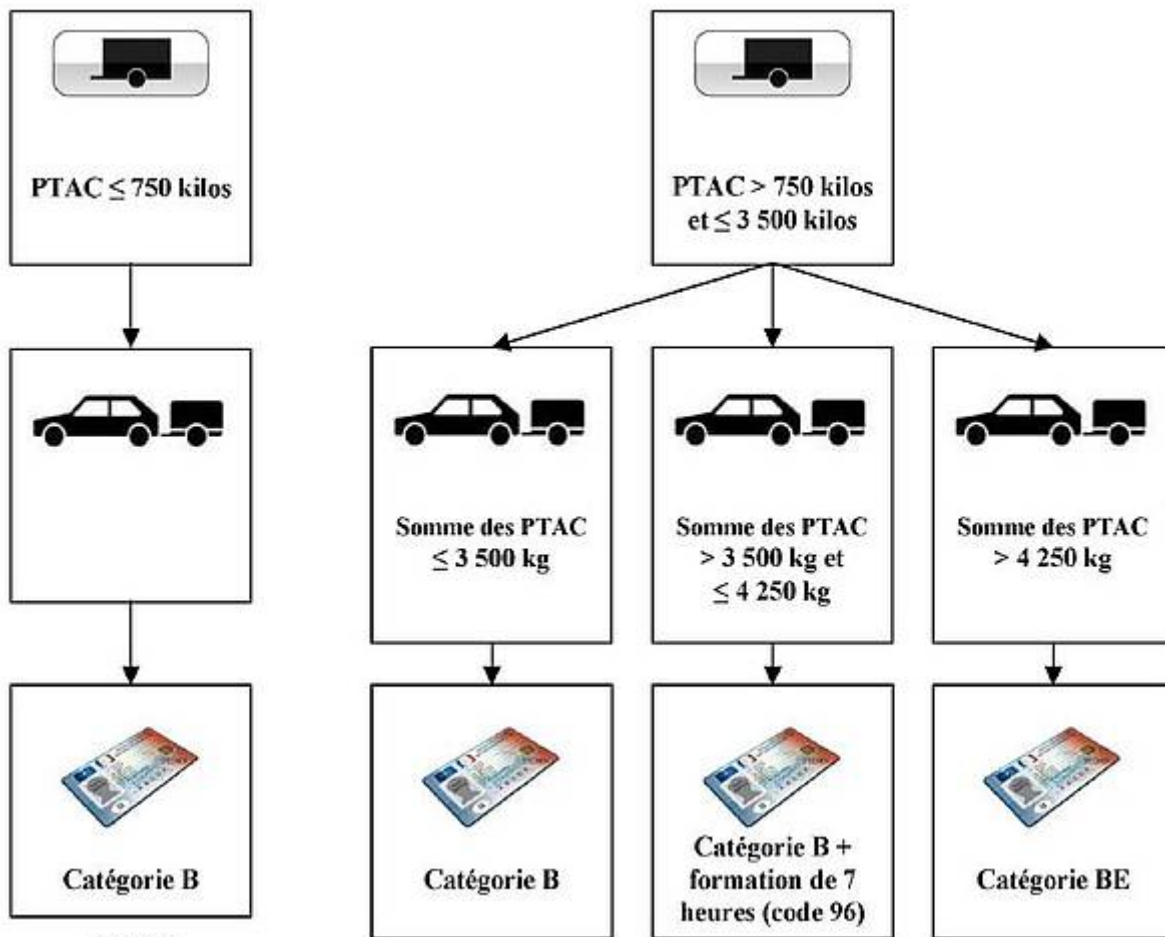 PTAC ≤ 750 kilos
PTAC > 750 kilos
et ≤ 3 500 kilos
Somme des PTAC
≤ 3 500 kg
Somme des PTAC
> 3 500 kg et
≤ 4 250 kg
Somme des PTAC
> 4 250 kg
Catégorie B
Catégorie B
Catégorie B +
formation de 7
heures (code 96)
Catégorie BE